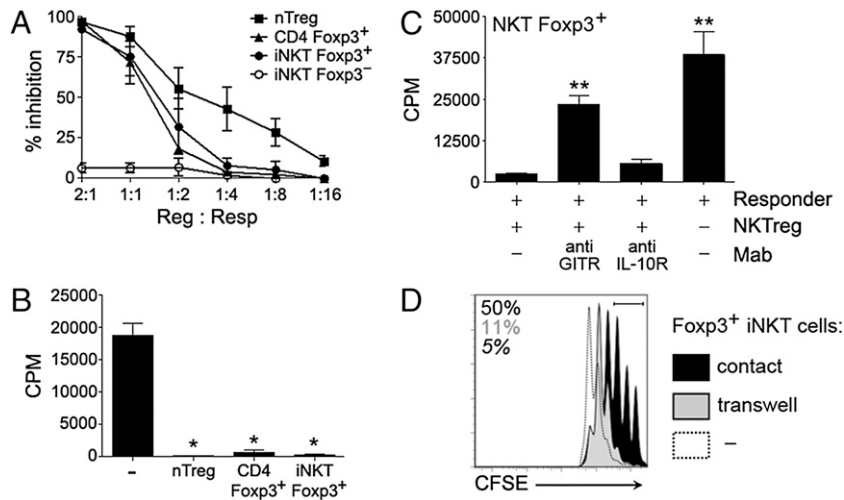 A
100
75
50
25
0
% inhibition
2:1 1:1 1:2 1:4 1:8 1:16
Reg : Resp
nTreg
CD4 Foxp3+
iNKT Foxp3+
iNKT Foxp3−
B
25000
20000
15000
10000
5000
0
CPM
* * *
– nTreg CD4 Foxp3+ iNKT Foxp3+
C
NKT Foxp3+
50000
37500
25000
12500
0
CPM
** **
+ + + + Responder
+ + + − NKTreg
− anti GITR anti IL-10R − Mab
D
50%
11%
5%
CFSE
Foxp3+ iNKT cells:
contact
transwell
–